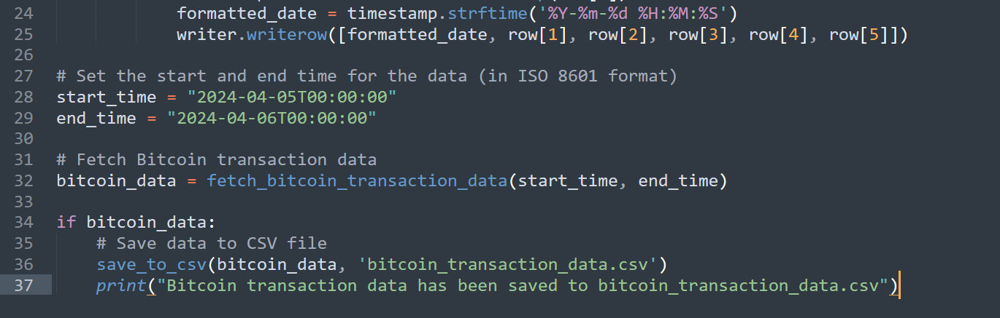 24 formatted_date = timestamp.strftime('%Y-%m-%d %H:%M:%S')
25 writer.writerow([formatted_date, row[1], row[2], row[3], row[4], row[5]])
26
27 # Set the start and end time for the data (in ISO 8601 format)
28 start_time = "2024-04-05T00:00:00"
29 end_time = "2024-04-06T00:00:00"
30
31 # Fetch Bitcoin transaction data
32 bitcoin_data = fetch_bitcoin_transaction_data(start_time, end_time)
33
34 if bitcoin_data:
35     # Save data to CSV file
36     save_to_csv(bitcoin_data, 'bitcoin_transaction_data.csv')
37     print("Bitcoin transaction data has been saved to bitcoin_transaction_data.csv")